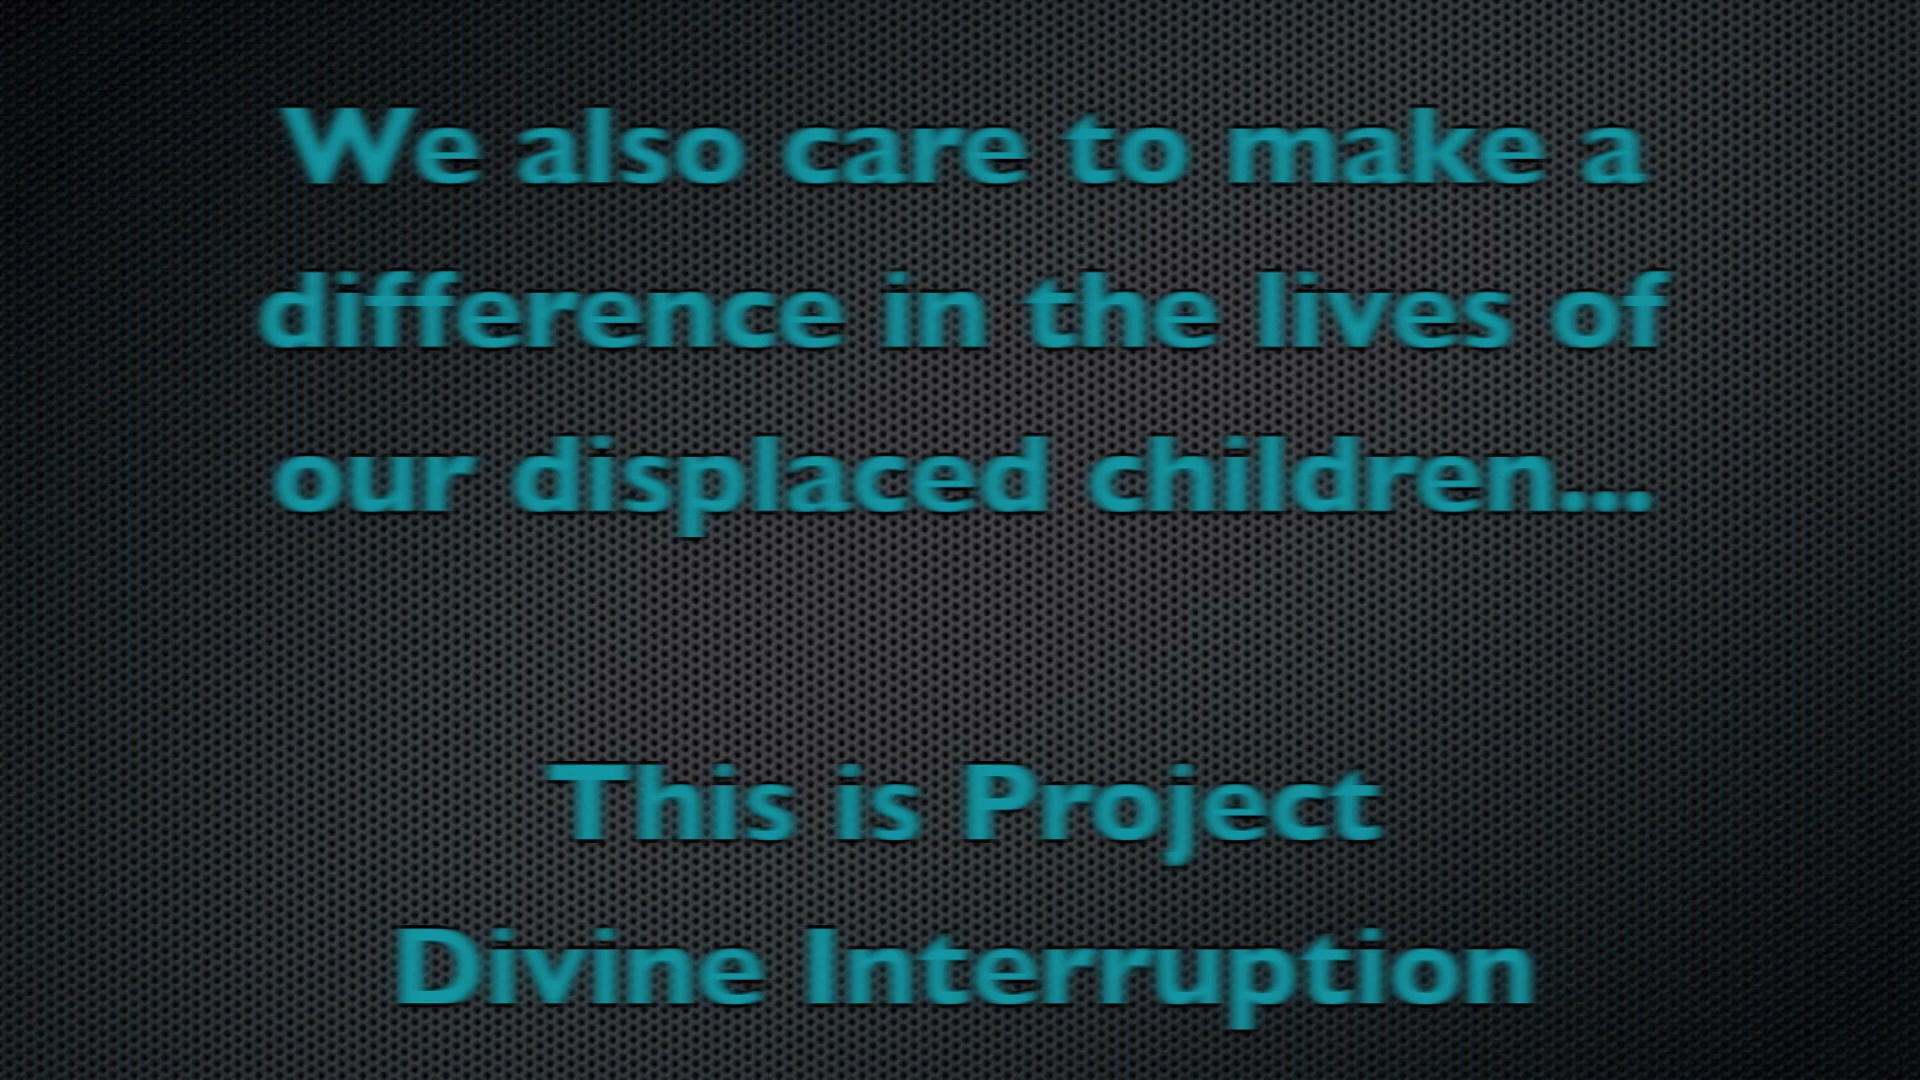 We also care to make a
difference in the lives of
our displaced children...
This is Project
Divine Interruption